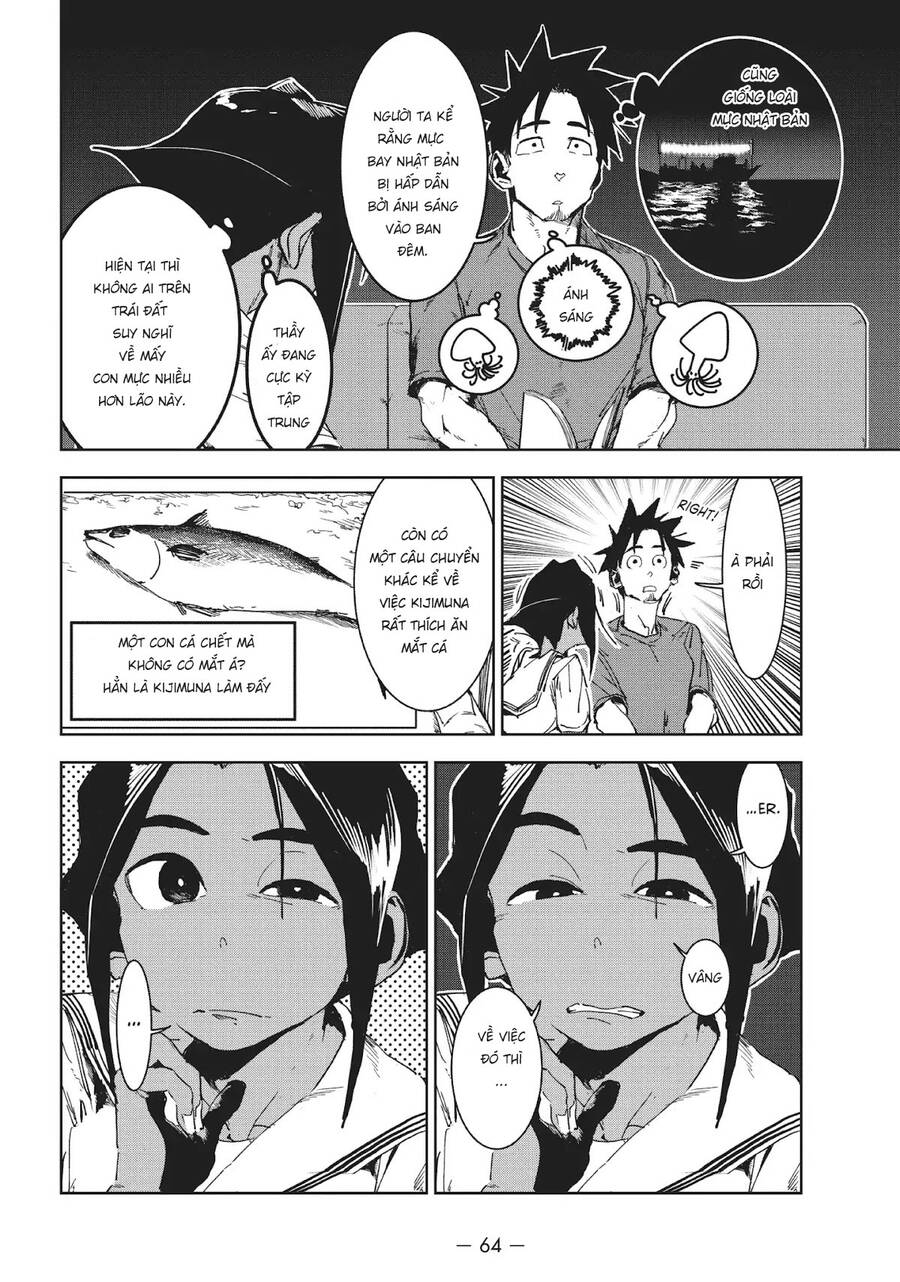 CŨNG
GIỐNG LOÀI
MỰC NHẬT BẢN
NGƯỜI TA KỂ
RẰNG MỰC
BAY NHẬT BẢN
BỊ HẤP DẪN
BỞI ÁNH SÁNG
VÀO BAN
ĐÊM.
ÁNH
SÁNG
THẦY
ẤY ĐANG
CỰC KỲ
TẬP
TRUNG
HIỆN TẠI THÌ
KHÔNG AI TRÊN
TRÁI ĐẤT
SUY NGHĨ
VỀ MẤY
CON MỰC NHIỀU
HƠN LÃO NÀY.
À PHẢI
RỒI
RIGHT!
CÒN CÓ
MỘT CÂU CHUYỂN
KHÁC KỂ VỀ
VIỆC KIJIMUNA
RẤT THÍCH ĂN
MẮT CÁ
MỘT CON CÁ CHẾT MÀ
KHÔNG CÓ MẮT Á?
HẲN LÀ KIJIMUNA LÀM ĐẤY
...ER.
VÂNG
VỀ VIỆC
ĐÓ THÌ
...
...
— 64 —